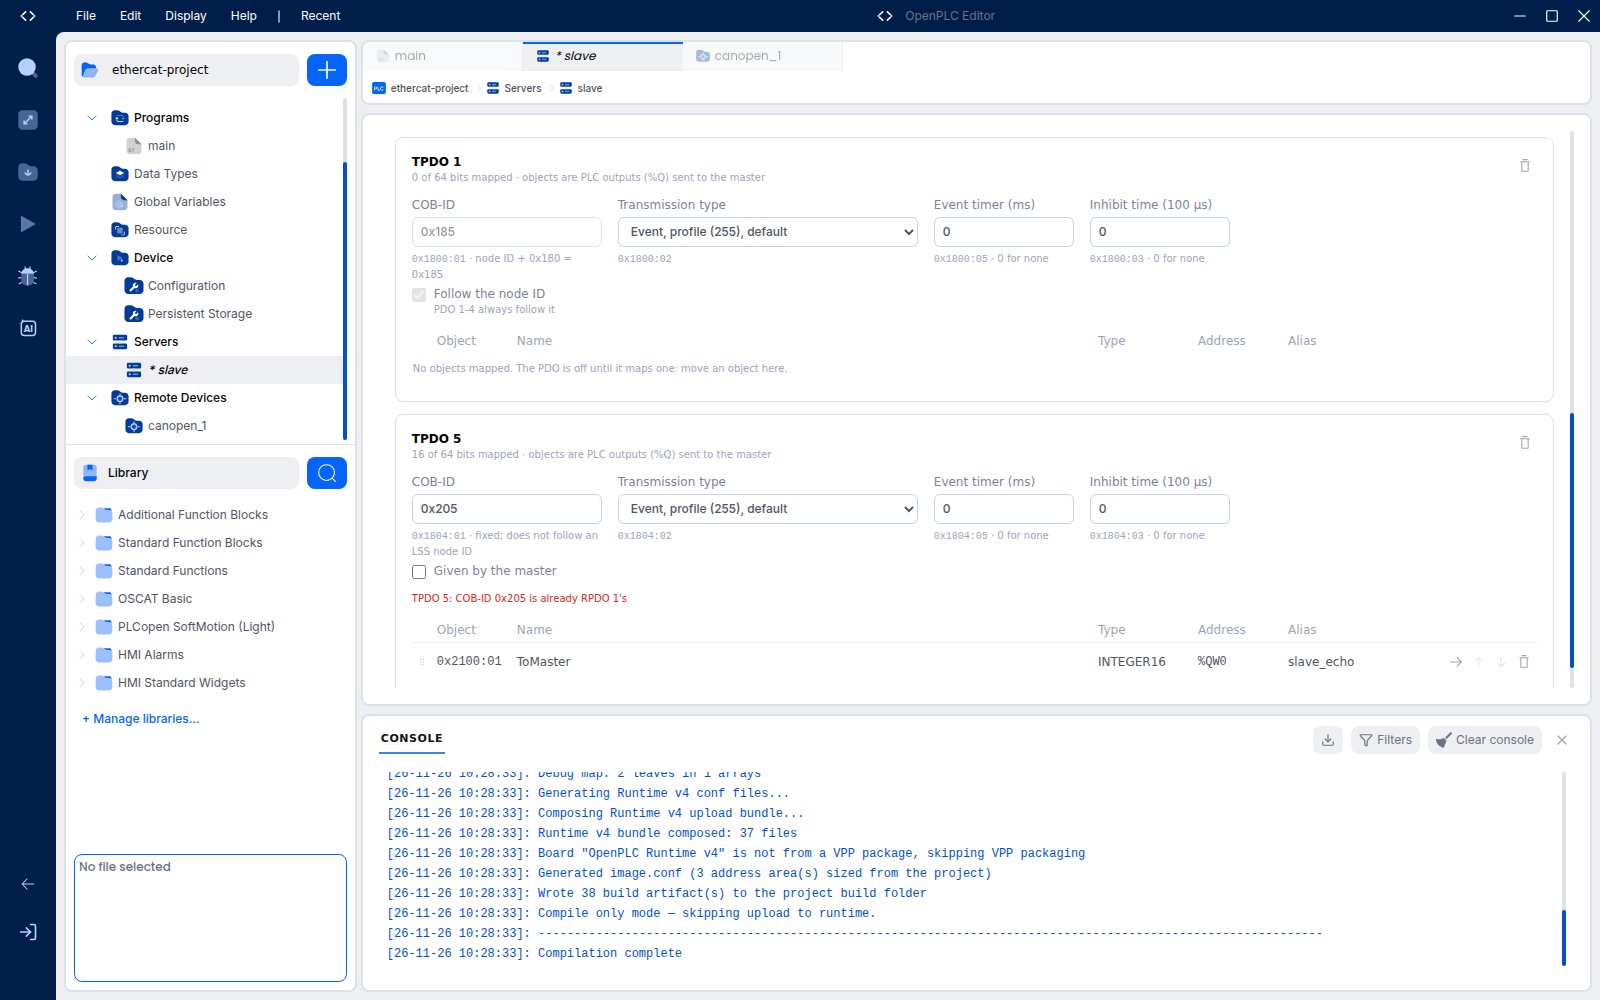 File Edit Display Help | Recent
OpenPLC Editor
ethercat-project
Programs
main
Data Types
Global Variables
Resource
Device
Configuration
Persistent Storage
Servers
* slave
Remote Devices
canopen_1
Library
Additional Function Blocks
Standard Function Blocks
Standard Functions
OSCAT Basic
PLCopen SoftMotion (Light)
HMI Alarms
HMI Standard Widgets
+ Manage libraries...
No file selected
AI
main * slave canopen_1
PLC ethercat-project Servers slave
TPDO 1
0 of 64 bits mapped · objects are PLC outputs (%Q) sent to the master
COB-ID Transmission type Event timer (ms) Inhibit time (100 µs)
0x185 Event, profile (255), default 0 0
0x1800:01 · node ID + 0x180 = 0x1800:02 0x1800:05 · 0 for none 0x1800:03 · 0 for none
0x185
Follow the node ID
PDO 1-4 always follow it
Object Name Type Address Alias
No objects mapped. The PDO is off until it maps one: move an object here.
TPDO 5
16 of 64 bits mapped · objects are PLC outputs (%Q) sent to the master
COB-ID Transmission type Event timer (ms) Inhibit time (100 µs)
0x205 Event, profile (255), default 0 0
0x1804:01 · fixed; does not follow an 0x1804:02 0x1804:05 · 0 for none 0x1804:03 · 0 for none
LSS node ID
Given by the master
TPDO 5: COB-ID 0x205 is already RPDO 1's
Object Name Type Address Alias
0x2100:01 ToMaster INTEGER16 %QW0 slave_echo
CONSOLE
Filters Clear console
[26-11-26 10:28:33]: Debug map: 2 leaves in 1 arrays
[26-11-26 10:28:33]: Generating Runtime v4 conf files...
[26-11-26 10:28:33]: Composing Runtime v4 upload bundle...
[26-11-26 10:28:33]: Runtime v4 bundle composed: 37 files
[26-11-26 10:28:33]: Board "OpenPLC Runtime v4" is not from a VPP package, skipping VPP packaging
[26-11-26 10:28:33]: Generated image.conf (3 address area(s) sized from the project)
[26-11-26 10:28:33]: Wrote 38 build artifact(s) to the project build folder
[26-11-26 10:28:33]: Compile only mode — skipping upload to runtime.
[26-11-26 10:28:33]: -------------------------------------------------------------------------------------------------------------
[26-11-26 10:28:33]: Compilation complete